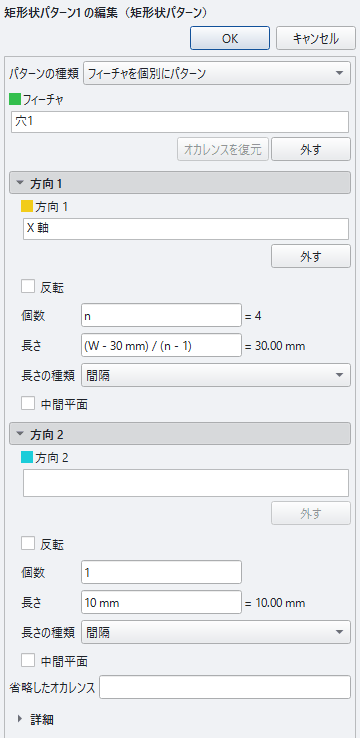 矩形状パターン1 の編集（矩形状パターン）
OK キャンセル
パターンの種類 フィーチャを個別にパターン
フィーチャ
穴1
オカレンスを復元 外す
方向 1
方向 1
X 軸
外す
反転
個数 n = 4
長さ (W - 30 mm) / (n - 1) = 30.00 mm
長さの種類 間隔
中間平面
方向 2
方向 2
外す
反転
個数 1
長さ 10 mm = 10.00 mm
長さの種類 間隔
中間平面
省略したオカレンス
詳細